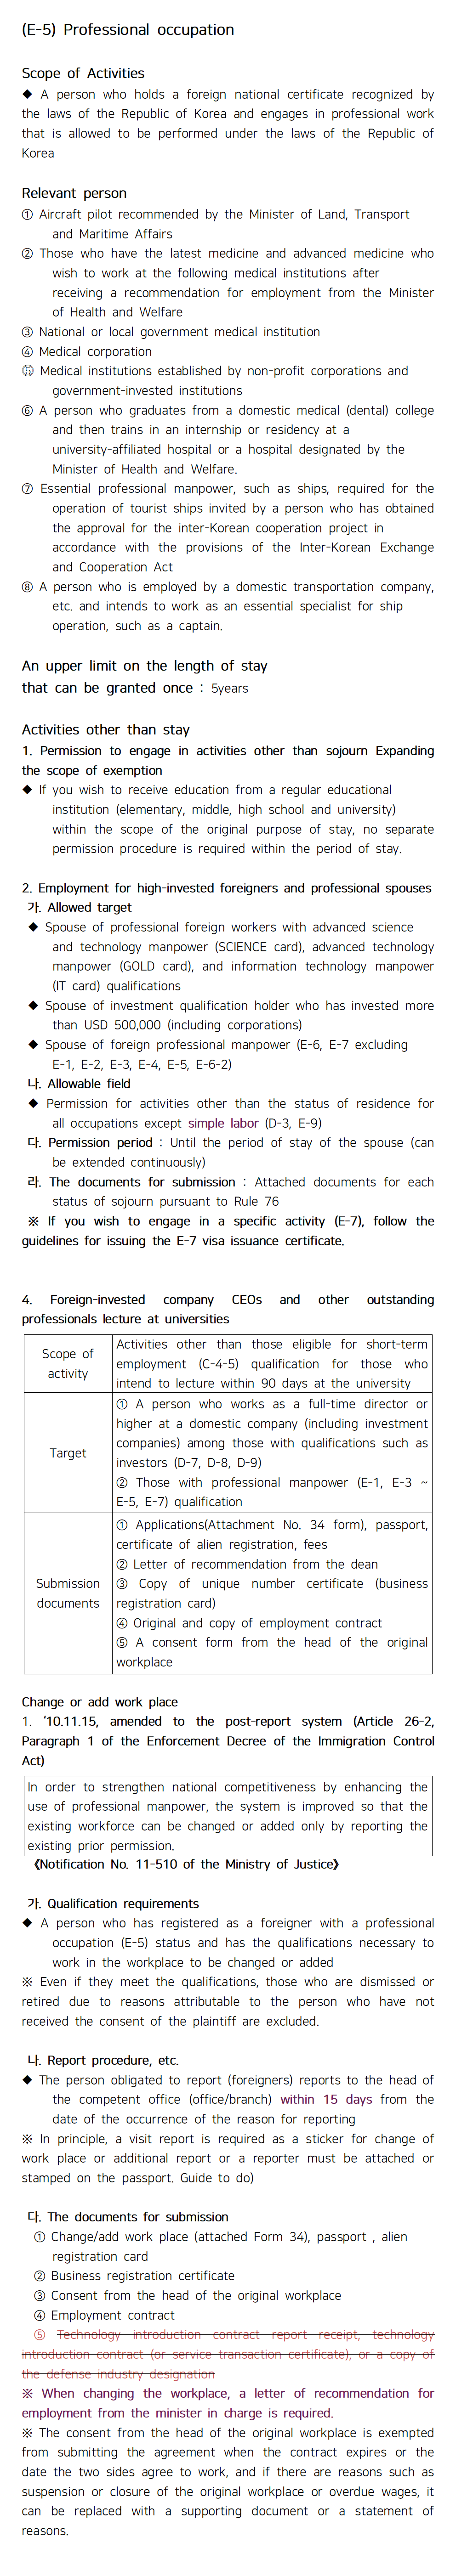 (E-5) Professional occupation
Scope of Activities
◆ A person who holds a foreign national certificate recognized by
the laws of the Republic of Korea and engages in professional work
that is allowed to be performed under the laws of the Republic of
Korea
Relevant person
① Aircraft pilot recommended by the Minister of Land, Transport
and Maritime Affairs
② Those who have the latest medicine and advanced medicine who
wish to work at the following medical institutions after
receiving a recommendation for employment from the Minister
of Health and Welfare
③ National or local government medical institution
④ Medical corporation
⑤ Medical institutions established by non-profit corporations and
government-invested institutions
⑥ A person who graduates from a domestic medical (dental) college
and then trains in an internship or residency at a
university-affiliated hospital or a hospital designated by the
Minister of Health and Welfare.
⑦ Essential professional manpower, such as ships, required for the
operation of tourist ships invited by a person who has obtained
the approval for the inter-Korean cooperation project in
accordance with the provisions of the Inter-Korean Exchange
and Cooperation Act
⑧ A person who is employed by a domestic transportation company,
etc. and intends to work as an essential specialist for ship
operation, such as a captain.
An upper limit on the length of stay
that can be granted once : 5years
Activities other than stay
1. Permission to engage in activities other than sojourn Expanding
the scope of exemption
◆ If you wish to receive education from a regular educational
institution (elementary, middle, high school and university)
within the scope of the original purpose of stay, no separate
permission procedure is required within the period of stay.
2. Employment for high-invested foreigners and professional spouses
가. Allowed target
◆ Spouse of professional foreign workers with advanced science
and technology manpower (SCIENCE card), advanced technology
manpower (GOLD card), and information technology manpower
(IT card) qualifications
◆ Spouse of investment qualification holder who has invested more
than USD 500,000 (including corporations)
◆ Spouse of foreign professional manpower (E-6, E-7 excluding
E-1, E-2, E-3, E-4, E-5, E-6-2)
나. Allowable field
◆ Permission for activities other than the status of residence for
all occupations except simple labor (D-3, E-9)
다. Permission period : Until the period of stay of the spouse (can
be extended continuously)
라. The documents for submission : Attached documents for each
status of sojourn pursuant to Rule 76
※ If you wish to engage in a specific activity (E-7), follow the
guidelines for issuing the E-7 visa issuance certificate.
4. Foreign-invested company CEOs and other outstanding
professionals lecture at universities
Scope of
activity
Activities other than those eligible for short-term
employment (C-4-5) qualification for those who
intend to lecture within 90 days at the university
Target
① A person who works as a full-time director or
higher at a domestic company (including investment
companies) among those with qualifications such as
investors (D-7, D-8, D-9)
② Those with professional manpower (E-1, E-3 ~
E-5, E-7) qualification
Submission
documents
① Applications(Attachment No. 34 form), passport,
certificate of alien registration, fees
② Letter of recommendation from the dean
③ Copy of unique number certificate (business
registration card)
④ Original and copy of employment contract
⑤ A consent form from the head of the original
workplace
Change or add work place
1. '10.11.15, amended to the post-report system (Article 26-2,
Paragraph 1 of the Enforcement Decree of the Immigration Control
Act)
In order to strengthen national competitiveness by enhancing the
use of professional manpower, the system is improved so that the
existing workforce can be changed or added only by reporting the
existing prior permission.
《Notification No. 11-510 of the Ministry of Justice》
가. Qualification requirements
◆ A person who has registered as a foreigner with a professional
occupation (E-5) status and has the qualifications necessary to
work in the workplace to be changed or added
※ Even if they meet the qualifications, those who are dismissed or
retired due to reasons attributable to the person who have not
received the consent of the plaintiff are excluded.
나. Report procedure, etc.
◆ The person obligated to report (foreigners) reports to the head of
the competent office (office/branch) within 15 days from the
date of the occurrence of the reason for reporting
※ In principle, a visit report is required as a sticker for change of
work place or additional report or a reporter must be attached or
stamped on the passport. Guide to do)
다. The documents for submission
① Change/add work place (attached Form 34), passport , alien
registration card
② Business registration certificate
③ Consent from the head of the original workplace
④ Employment contract
⑤ Technology introduction contract report receipt, technology
introduction contract (or service transaction certificate), or a copy of
the defense industry designation
※ When changing the workplace, a letter of recommendation for
employment from the minister in charge is required.
※ The consent from the head of the original workplace is exempted
from submitting the agreement when the contract expires or the
date the two sides agree to work, and if there are reasons such as
suspension or closure of the original workplace or overdue wages, it
can be replaced with a supporting document or a statement of
reasons.